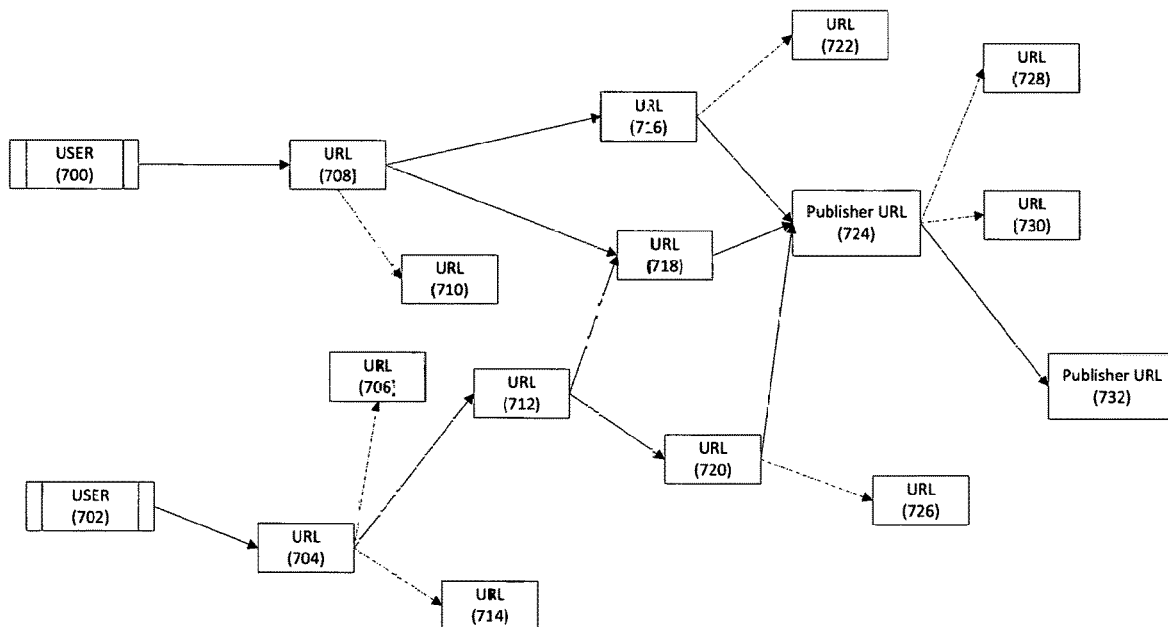 URL
(722)
URL
(728)
URL
(716)
USER
(700)
URL
(708)
Publisher URL
(724)
URL
(730)
URL
(718)
URL
(710)
URL
(706)
URL
(712)
Publisher URL
(732)
URL
(720)
USER
(702)
URL
(726)
URL
(704)
URL
(714)